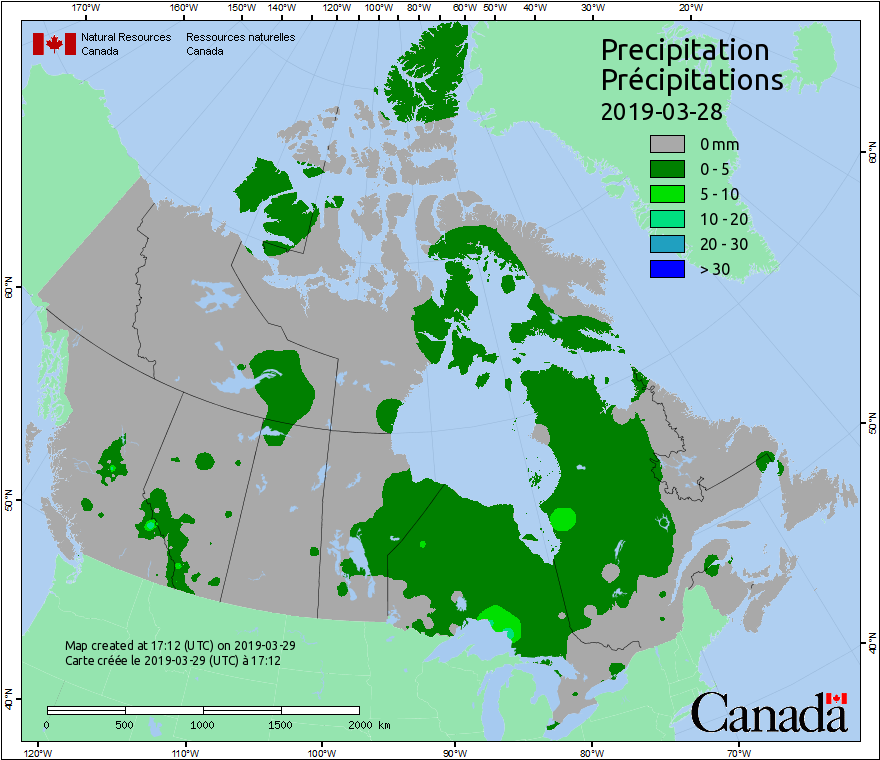 170°W 160°W 150°W 140°W 130°W 120°W 110°W 100°W 90°W 80°W 60°W 50°W 40°W 30°W 20°W
Natural Resources Ressources naturelles
Canada Canada
Precipitation
Précipitations
2019-03-28
0 mm
0 - 5
5 - 10
10 - 20
20 - 30
> 30
60°N
60°N
50°N
50°N
40°N
40°N
Map created at 17:12 (UTC) on 2019-03-29
Carte créée le 2019-03-29 (UTC) à 17:12
0 500 1000 1500 2000 km
Canada
120°W 110°W 100°W 90°W 80°W 70°W